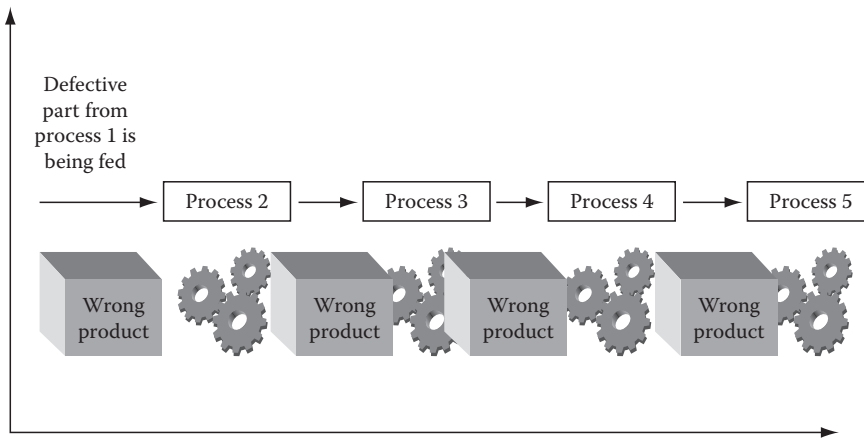 Defective
part from
process 1 is
being fed
Process 2
Process 3
Process 4
Process 5
Wrong
product
Wrong
product
Wrong
product
Wrong
product